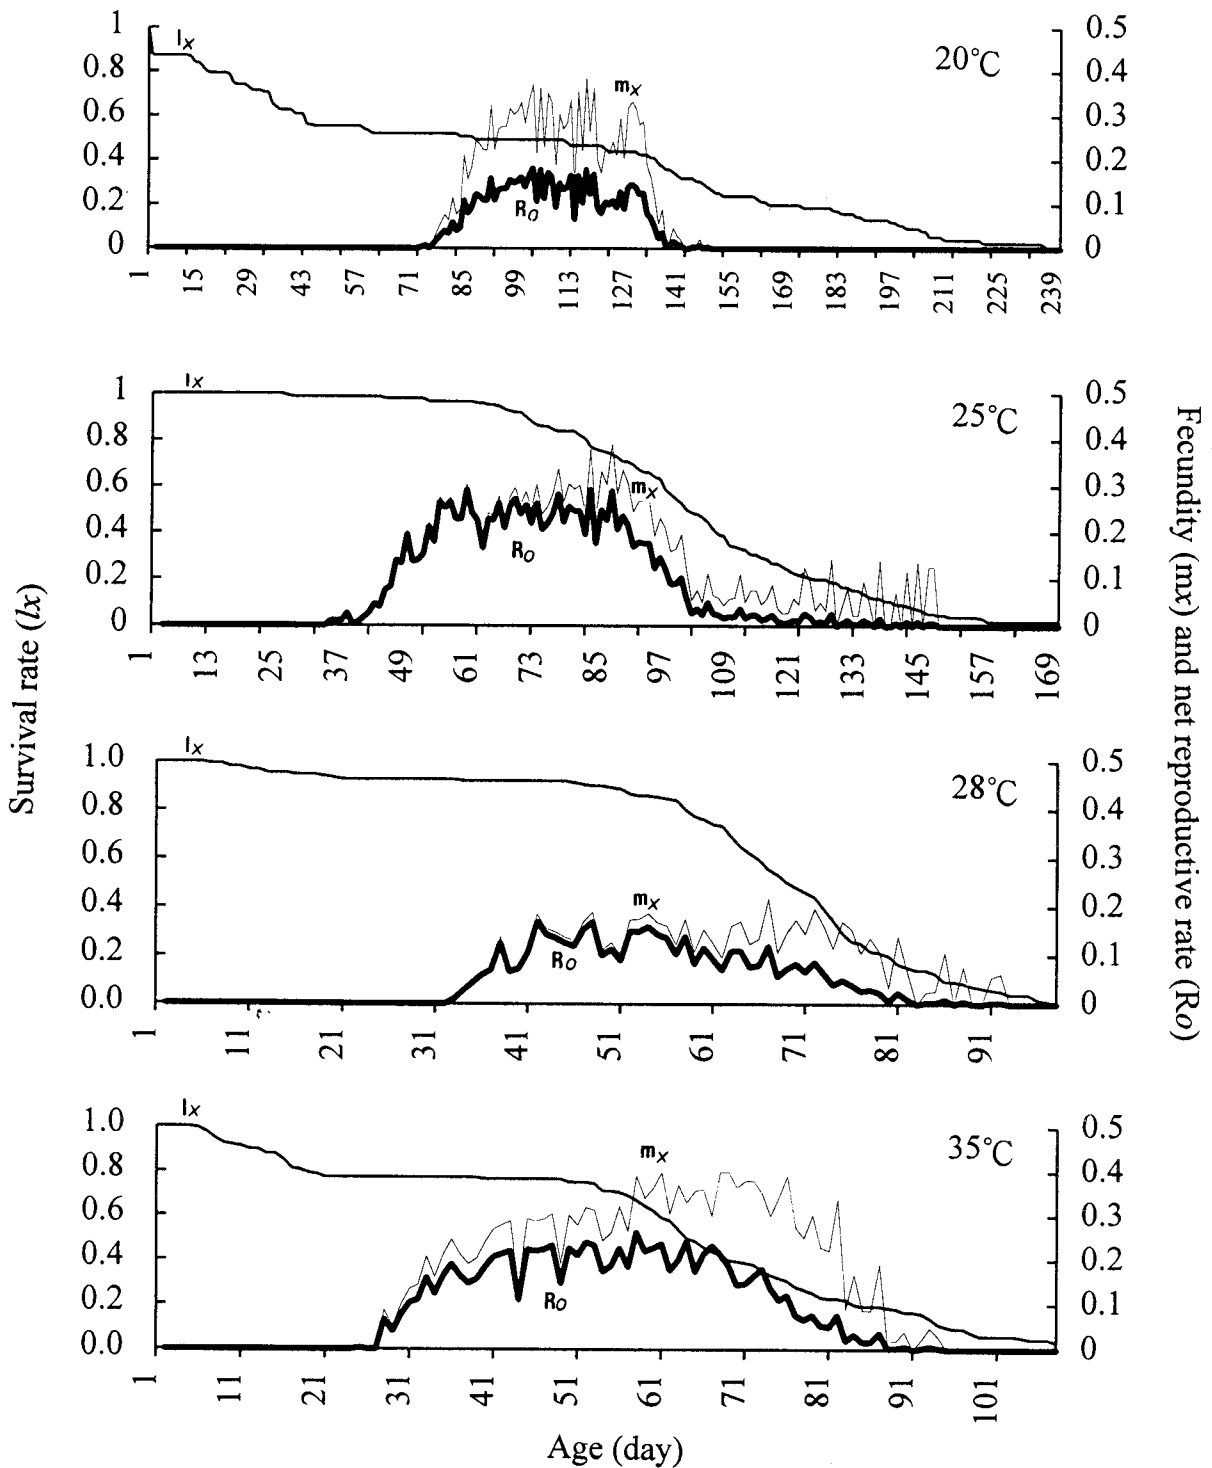 1 0.5
lx 20°C
0.8 0.4
mx
0.6 0.3
0.4 0.2
0.2 Ro 0.1
0 0
1 15 29 43 57 71 85 99 113 127 141 155 169 183 197 211 225 239
1 lx 0.5
25°C
0.8 0.4
0.6 mx 0.3
0.4 0.2
Ro
0.2 0.1
0 0
1 13 25 37 49 61 73 85 97 109 121 133 145 157 169
Survival rate (lx)
Fecundity (mx) and net reproductive rate (Ro)
1.0 lx 0.5
28°C
0.8 0.4
0.6 0.3
0.4 mx 0.2
0.2 Ro 0.1
0.0 0
1 11 21 31 41 51 61 71 81 91
1.0 lx 0.5
mx 35°C
0.8 0.4
0.6 0.3
0.4 0.2
0.2 Ro 0.1
0.0 0
1 11 21 31 41 51 61 71 81 91 101
Age (day)